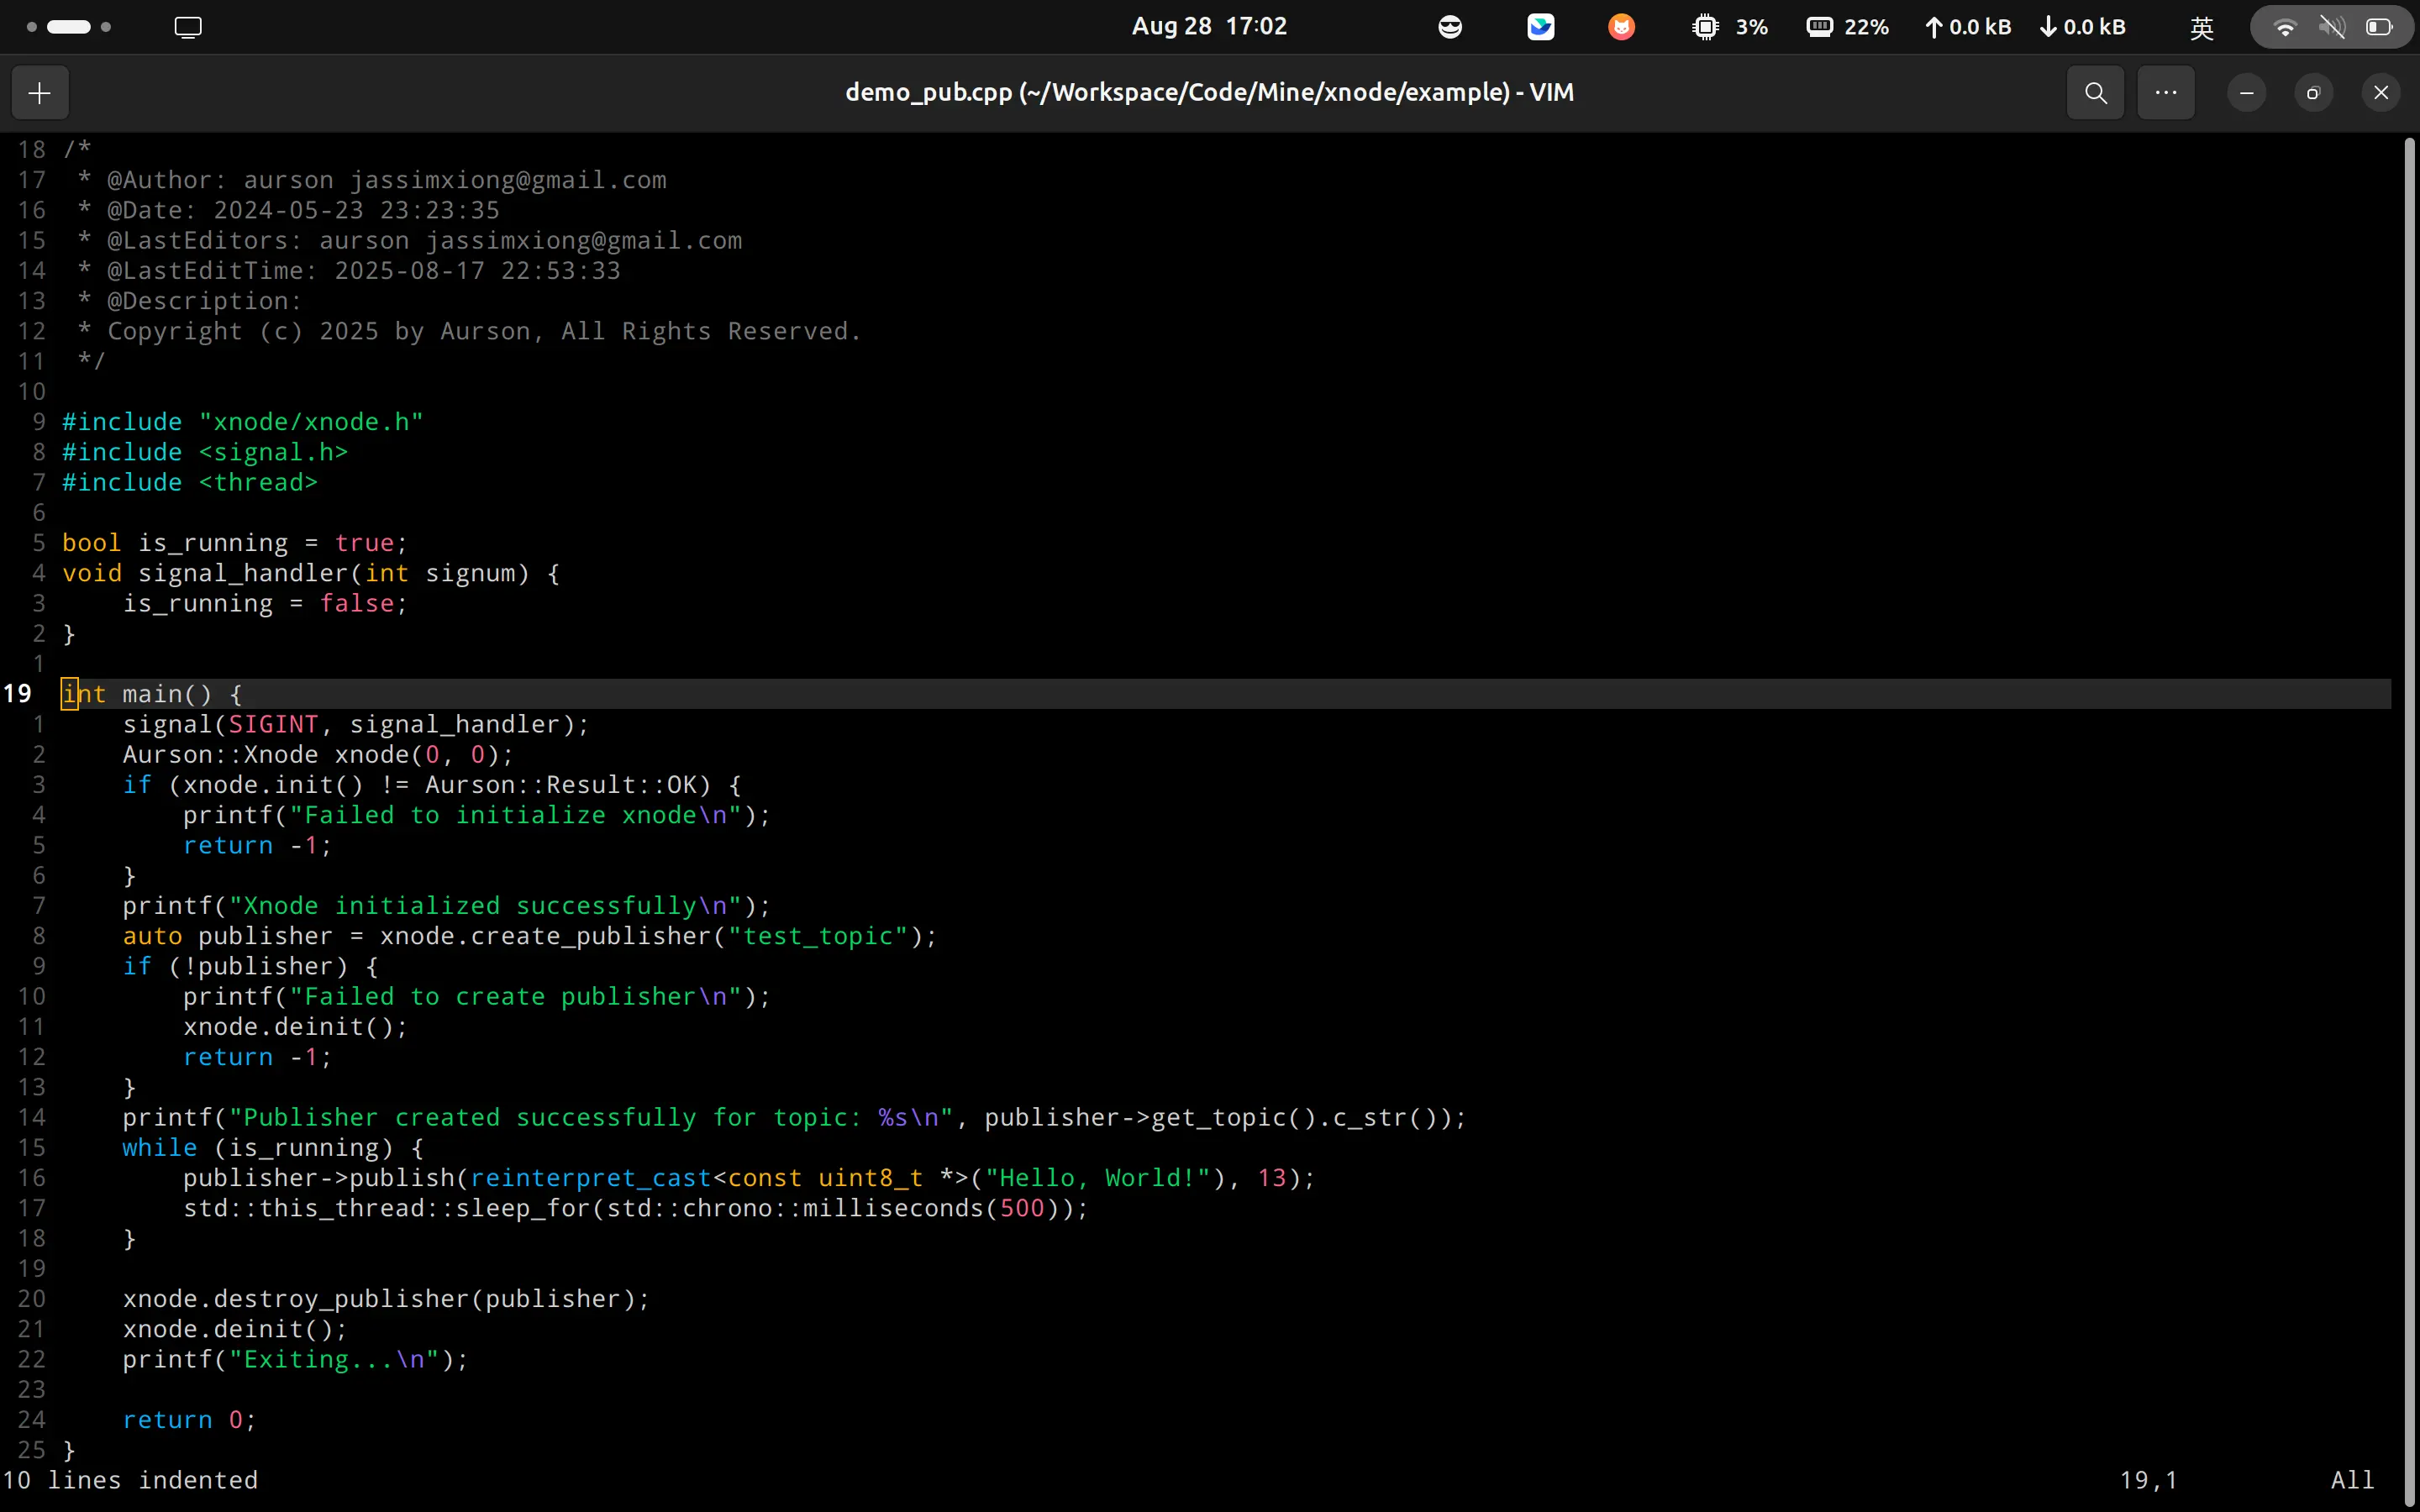 Aug 28 17:02 3% 22% ↑ 0.0 kB ↓ 0.0 kB 英
demo_pub.cpp (~/Workspace/Code/Mine/xnode/example) - VIM
18 /*
17  * @Author: aurson jassimxiong@gmail.com
16  * @Date: 2024-05-23 23:23:35
15  * @LastEditors: aurson jassimxiong@gmail.com
14  * @LastEditTime: 2025-08-17 22:53:33
13  * @Description:
12  * Copyright (c) 2025 by Aurson, All Rights Reserved.
11  */
10
9 #include "xnode/xnode.h"
8 #include <signal.h>
7 #include <thread>
6
5 bool is_running = true;
4 void signal_handler(int signum) {
3     is_running = false;
2 }
1
19 int main() {
1     signal(SIGINT, signal_handler);
2     Aurson::Xnode xnode(0, 0);
3     if (xnode.init() != Aurson::Result::OK) {
4         printf("Failed to initialize xnode\n");
5         return -1;
6     }
7     printf("Xnode initialized successfully\n");
8     auto publisher = xnode.create_publisher("test_topic");
9     if (!publisher) {
10         printf("Failed to create publisher\n");
11         xnode.deinit();
12         return -1;
13     }
14     printf("Publisher created successfully for topic: %s\n", publisher->get_topic().c_str());
15     while (is_running) {
16         publisher->publish(reinterpret_cast<const uint8_t *>("Hello, World!"), 13);
17         std::this_thread::sleep_for(std::chrono::milliseconds(500));
18     }
19
20     xnode.destroy_publisher(publisher);
21     xnode.deinit();
22     printf("Exiting...\n");
23
24     return 0;
25 }
10 lines indented 19,1 All